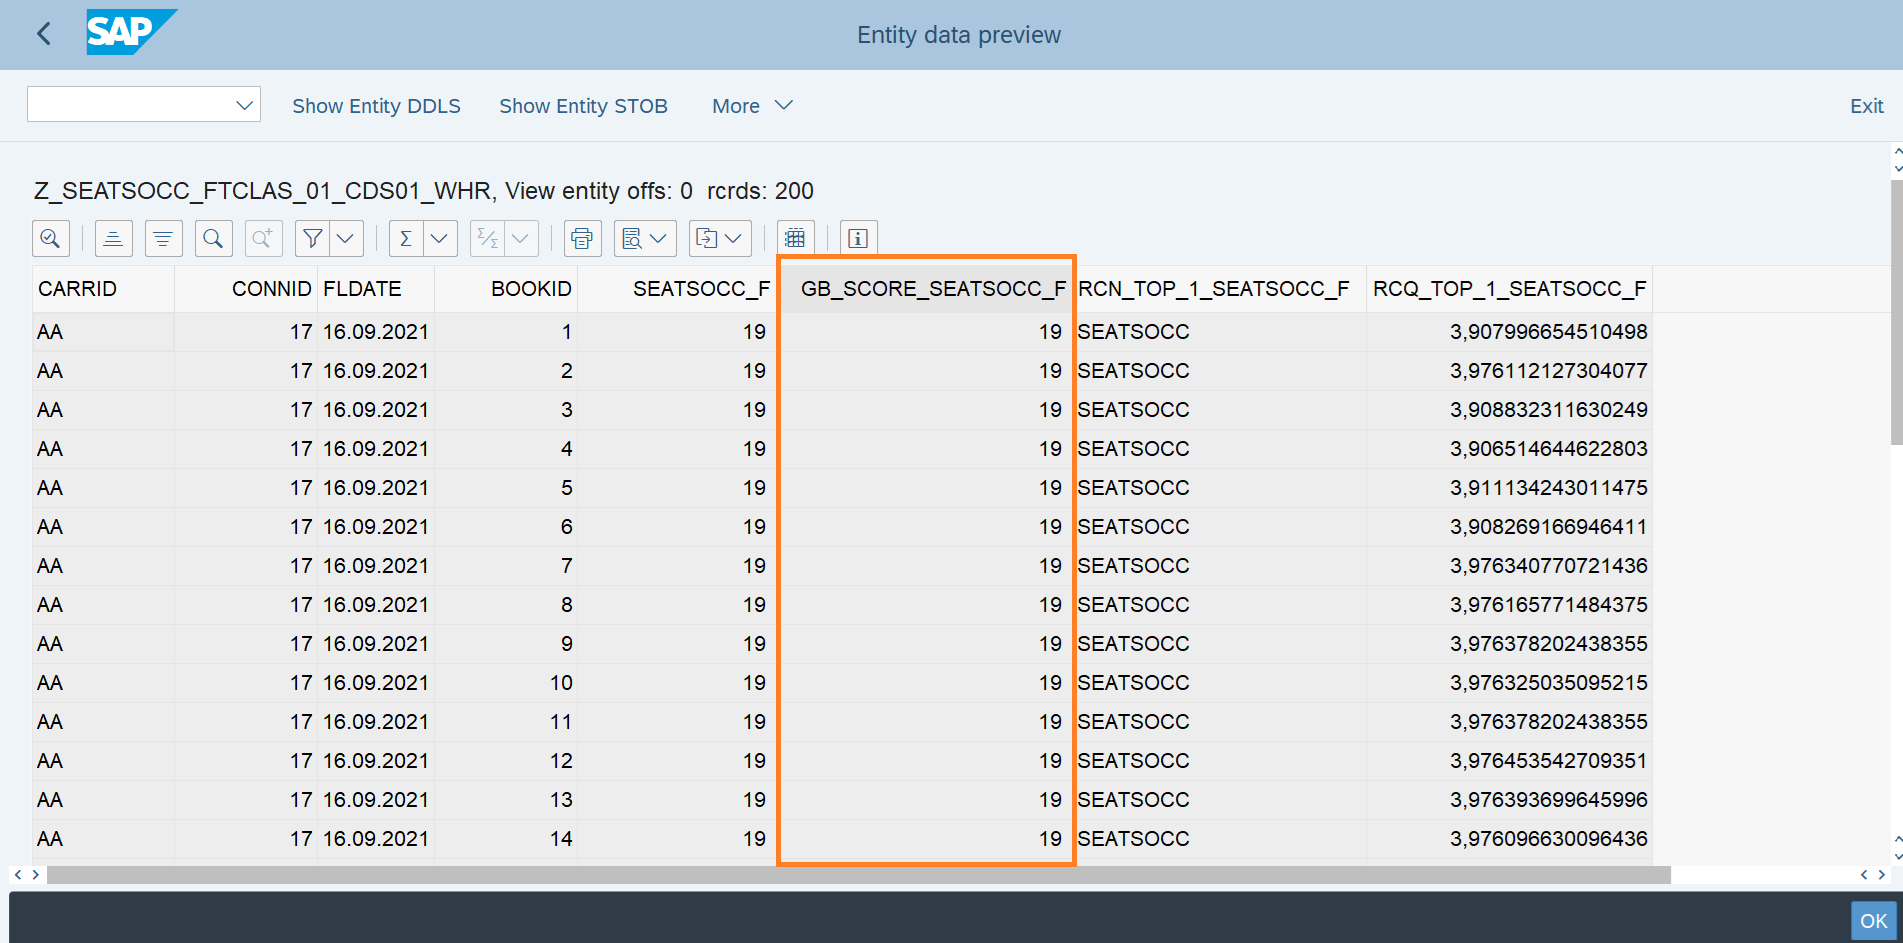 SAP
Entity data preview
Show Entity DDLS Show Entity STOB More Exit
Z_SEATSOCC_FTCLAS_01_CDS01_WHR, View entity offs: 0 rcrds: 200
CARRID CONNID FLDATE BOOKID SEATSOCC_F GB_SCORE_SEATSOCC_F RCN_TOP_1_SEATSOCC_F RCQ_TOP_1_SEATSOCC_F
AA 17 16.09.2021 1 19 19 SEATSOCC 3,907996654510498
AA 17 16.09.2021 2 19 19 SEATSOCC 3,976112127304077
AA 17 16.09.2021 3 19 19 SEATSOCC 3,908832311630249
AA 17 16.09.2021 4 19 19 SEATSOCC 3,906514644622803
AA 17 16.09.2021 5 19 19 SEATSOCC 3,911134243011475
AA 17 16.09.2021 6 19 19 SEATSOCC 3,908269166946411
AA 17 16.09.2021 7 19 19 SEATSOCC 3,976340770721436
AA 17 16.09.2021 8 19 19 SEATSOCC 3,976165771484375
AA 17 16.09.2021 9 19 19 SEATSOCC 3,976378202438355
AA 17 16.09.2021 10 19 19 SEATSOCC 3,976325035095215
AA 17 16.09.2021 11 19 19 SEATSOCC 3,976378202438355
AA 17 16.09.2021 12 19 19 SEATSOCC 3,976453542709351
AA 17 16.09.2021 13 19 19 SEATSOCC 3,976393699645996
AA 17 16.09.2021 14 19 19 SEATSOCC 3,976096630096436
OK